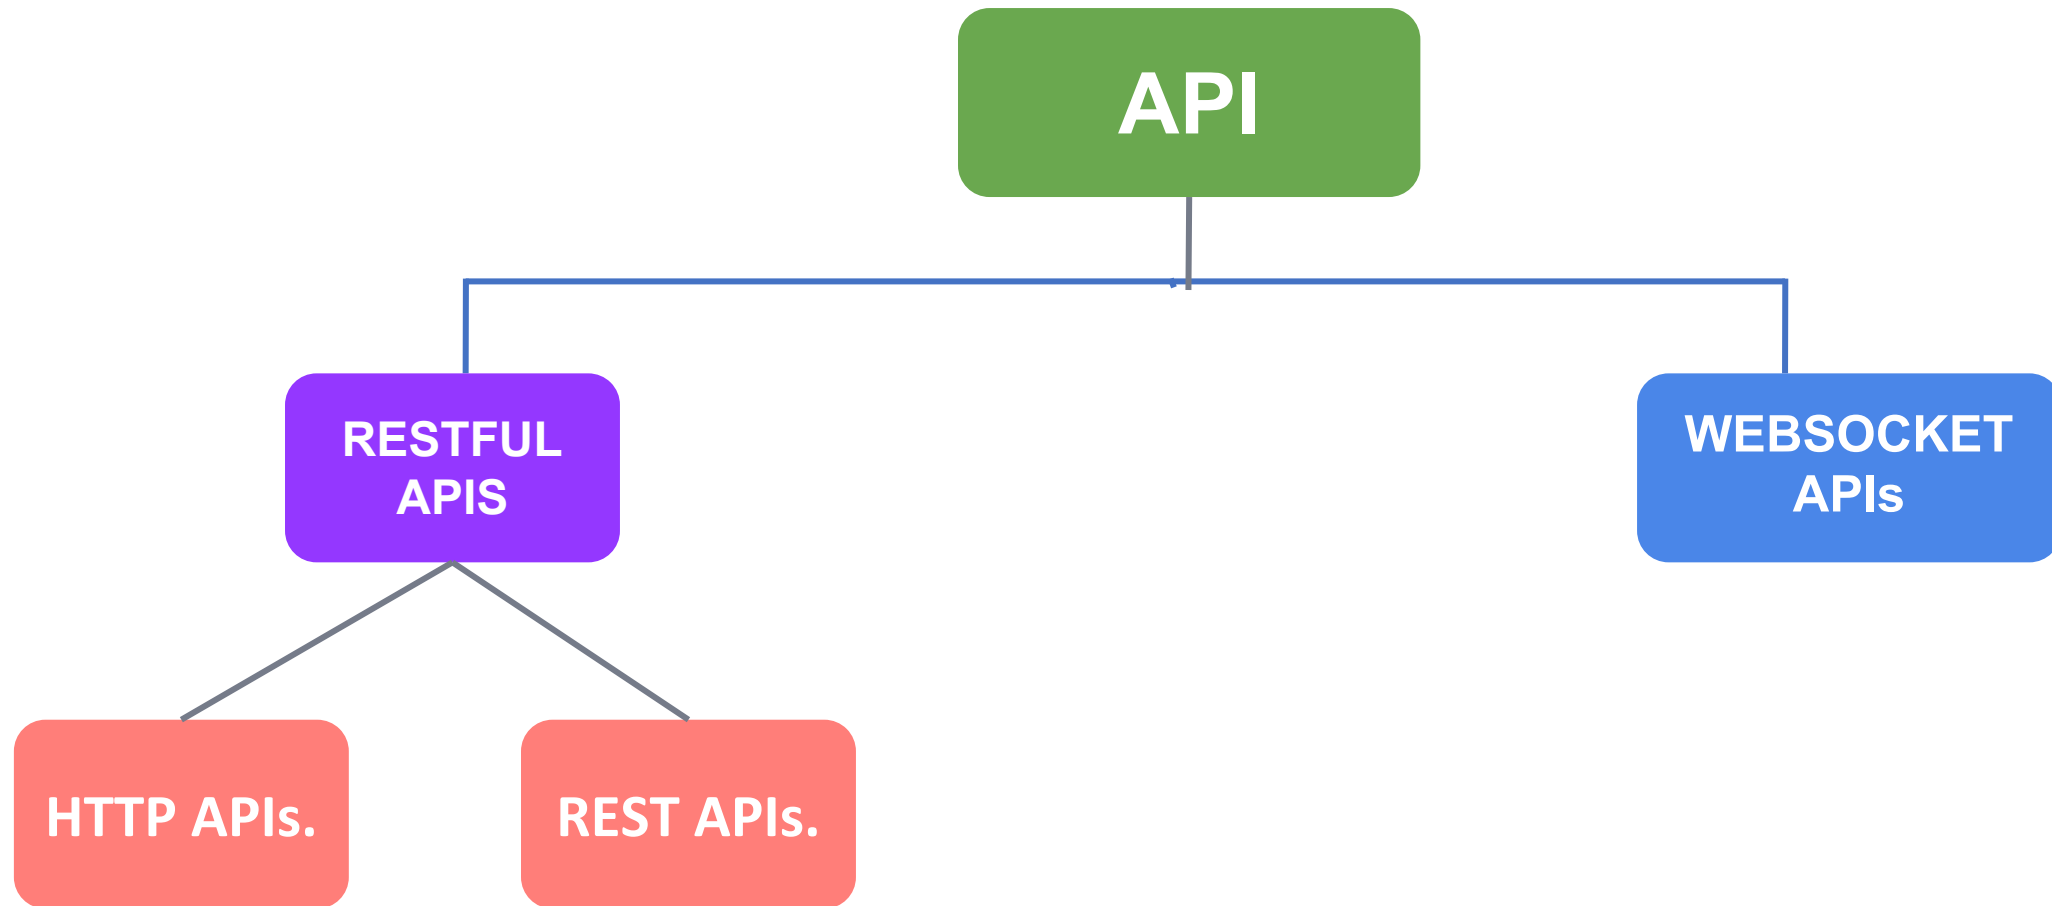 API
RESTFUL
APIS
WEBSOCKET
APIs
HTTP APIs.
REST APIs.